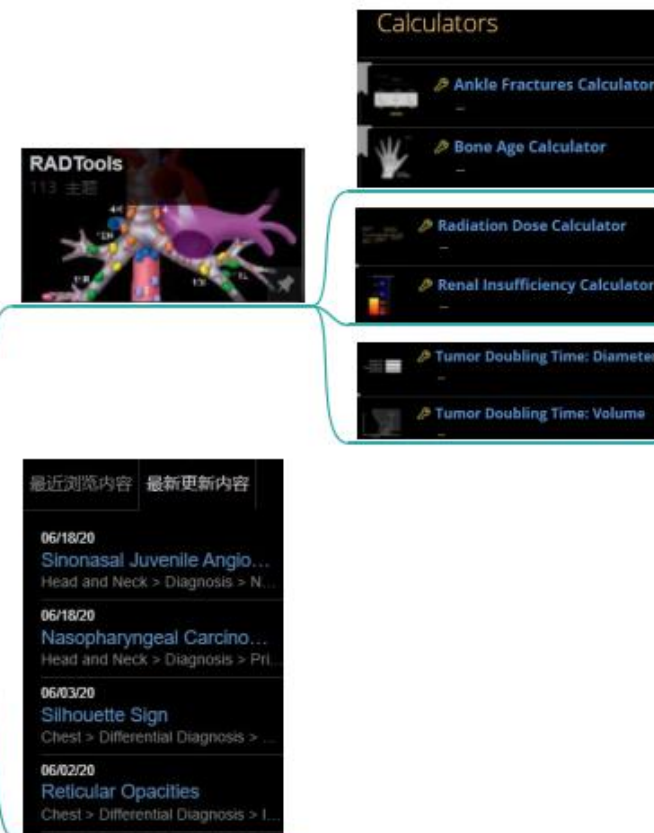 RADTools
113 主题
Calculators
Ankle Fractures Calculator
–
Bone Age Calculator
–
Radiation Dose Calculator
–
Renal Insufficiency Calculator
–
Tumor Doubling Time: Diameter
–
Tumor Doubling Time: Volume
–
最近浏览内容 最新更新内容
06/18/20
Sinonasal Juvenile Angio...
Head and Neck > Diagnosis > N...
06/18/20
Nasopharyngeal Carcino...
Head and Neck > Diagnosis > Pri...
06/03/20
Silhouette Sign
Chest > Differential Diagnosis > ...
06/02/20
Reticular Opacities
Chest > Differential Diagnosis > I...